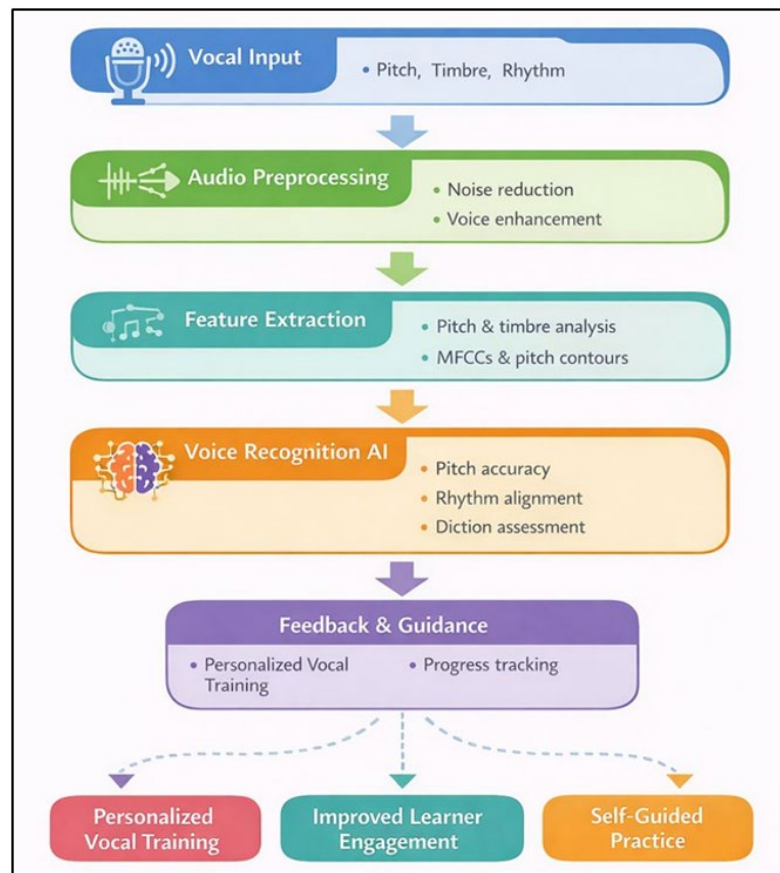 Vocal Input
• Pitch, Timbre, Rhythm
Audio Preprocessing
• Noise reduction
• Voice enhancement
Feature Extraction
• Pitch & timbre analysis
• MFCCs & pitch contours
Voice Recognition AI
• Pitch accuracy
• Rhythm alignment
• Diction assessment
Feedback & Guidance
• Personalized Vocal
Training
• Progress tracking
Personalized
Vocal Training
Improved Learner
Engagement
Self-Guided
Practice